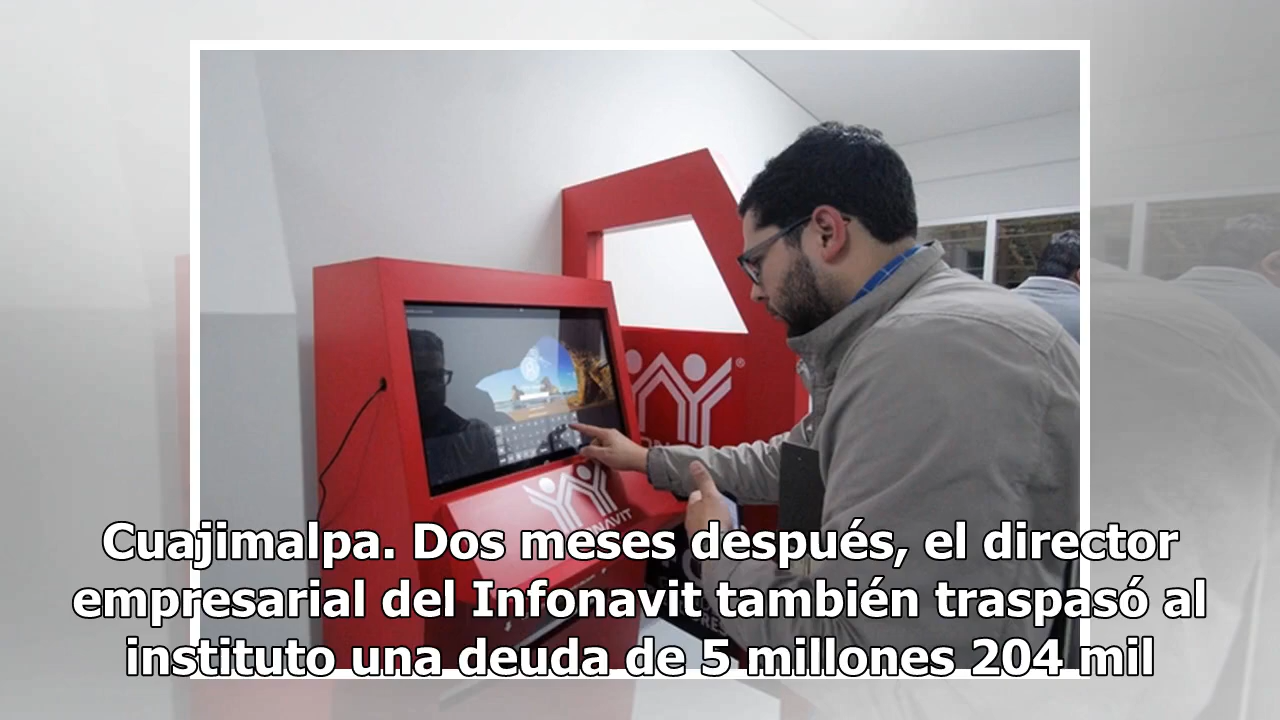 INFONAVIT
Cuajimalpa. Dos meses después, el director
empresarial del Infonavit también traspasó al
instituto una deuda de 5 millones 204 mil